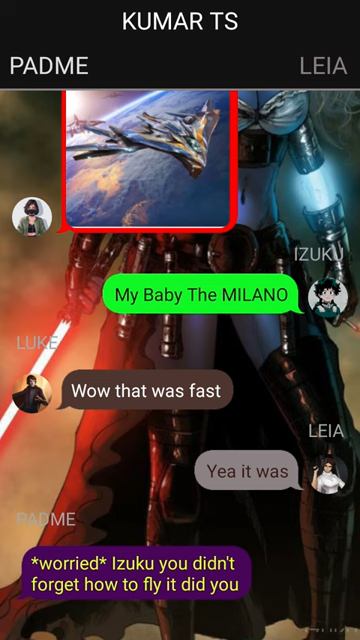 KUMAR TS
PADME
LEIA
IZUKU
My Baby The MILANO
LUKE
Wow that was fast
LEIA
Yea it was
PADME
*worried* Izuku you didn't
forget how to fly it did you